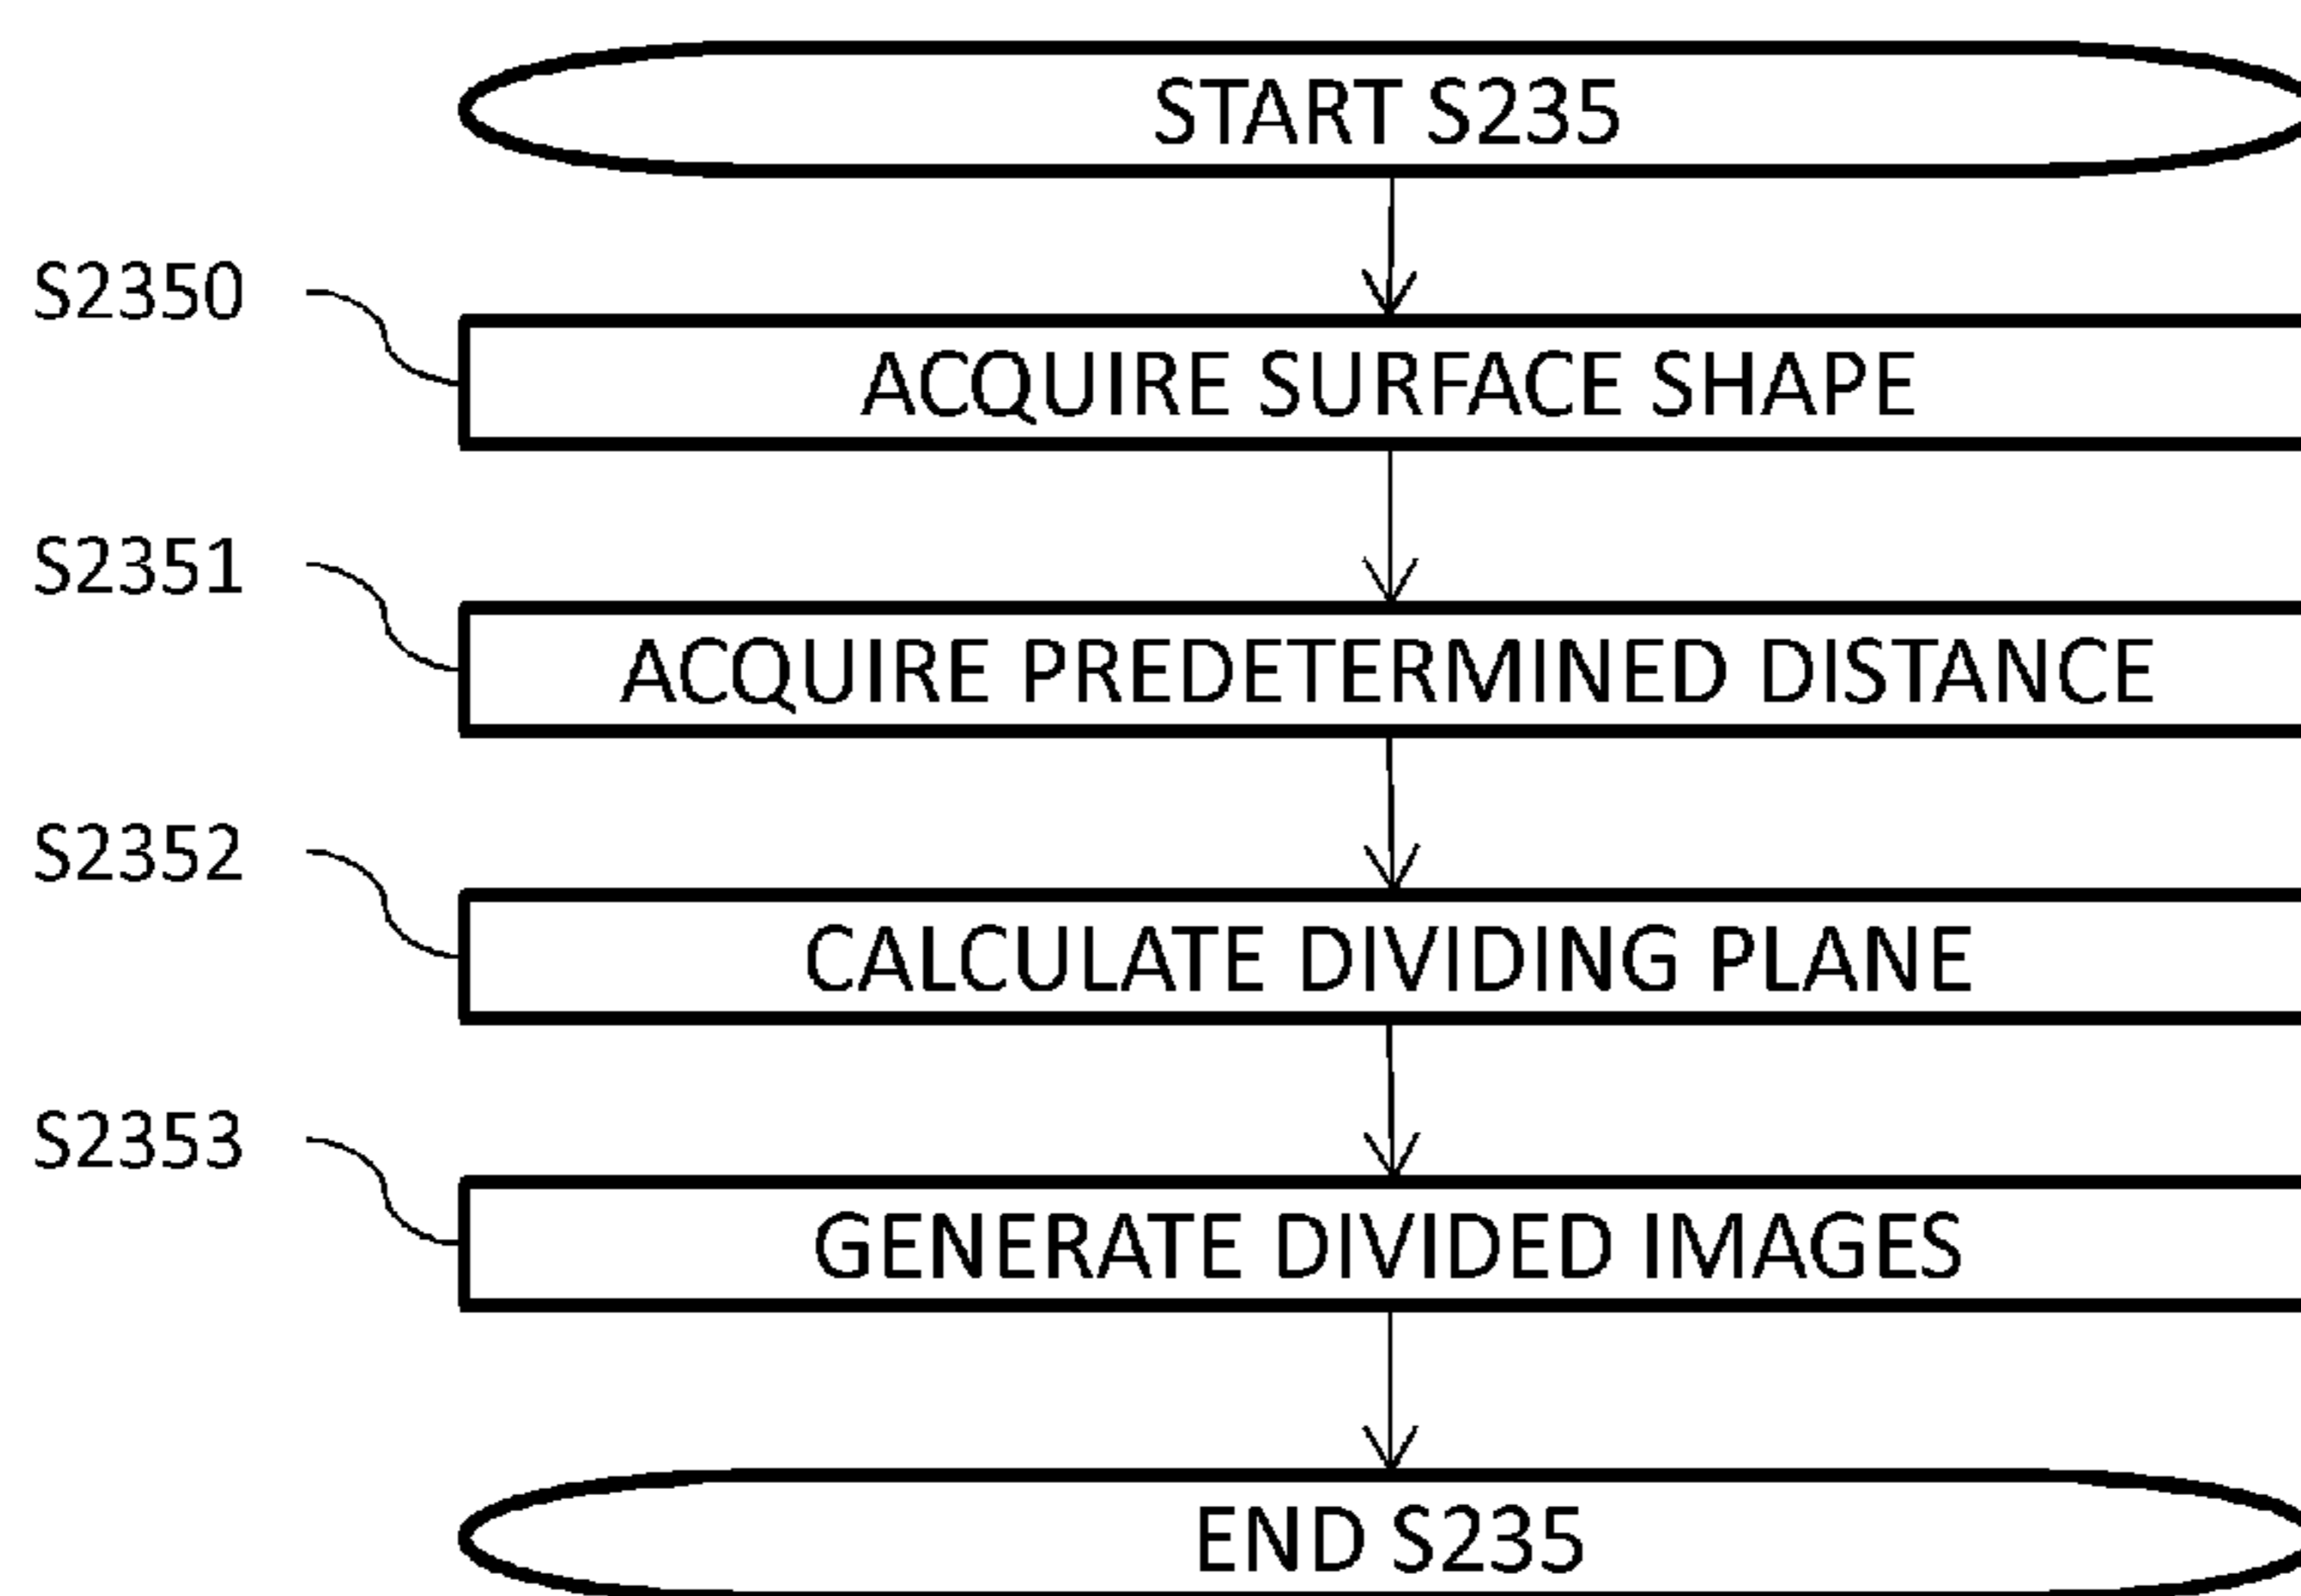 START S235
S2350
ACQUIRE SURFACE SHAPE
S2351
ACQUIRE PREDETERMINED DISTANCE
S2352
CALCULATE DIVIDING PLANE
S2353
GENERATE DIVIDED IMAGES
END S235